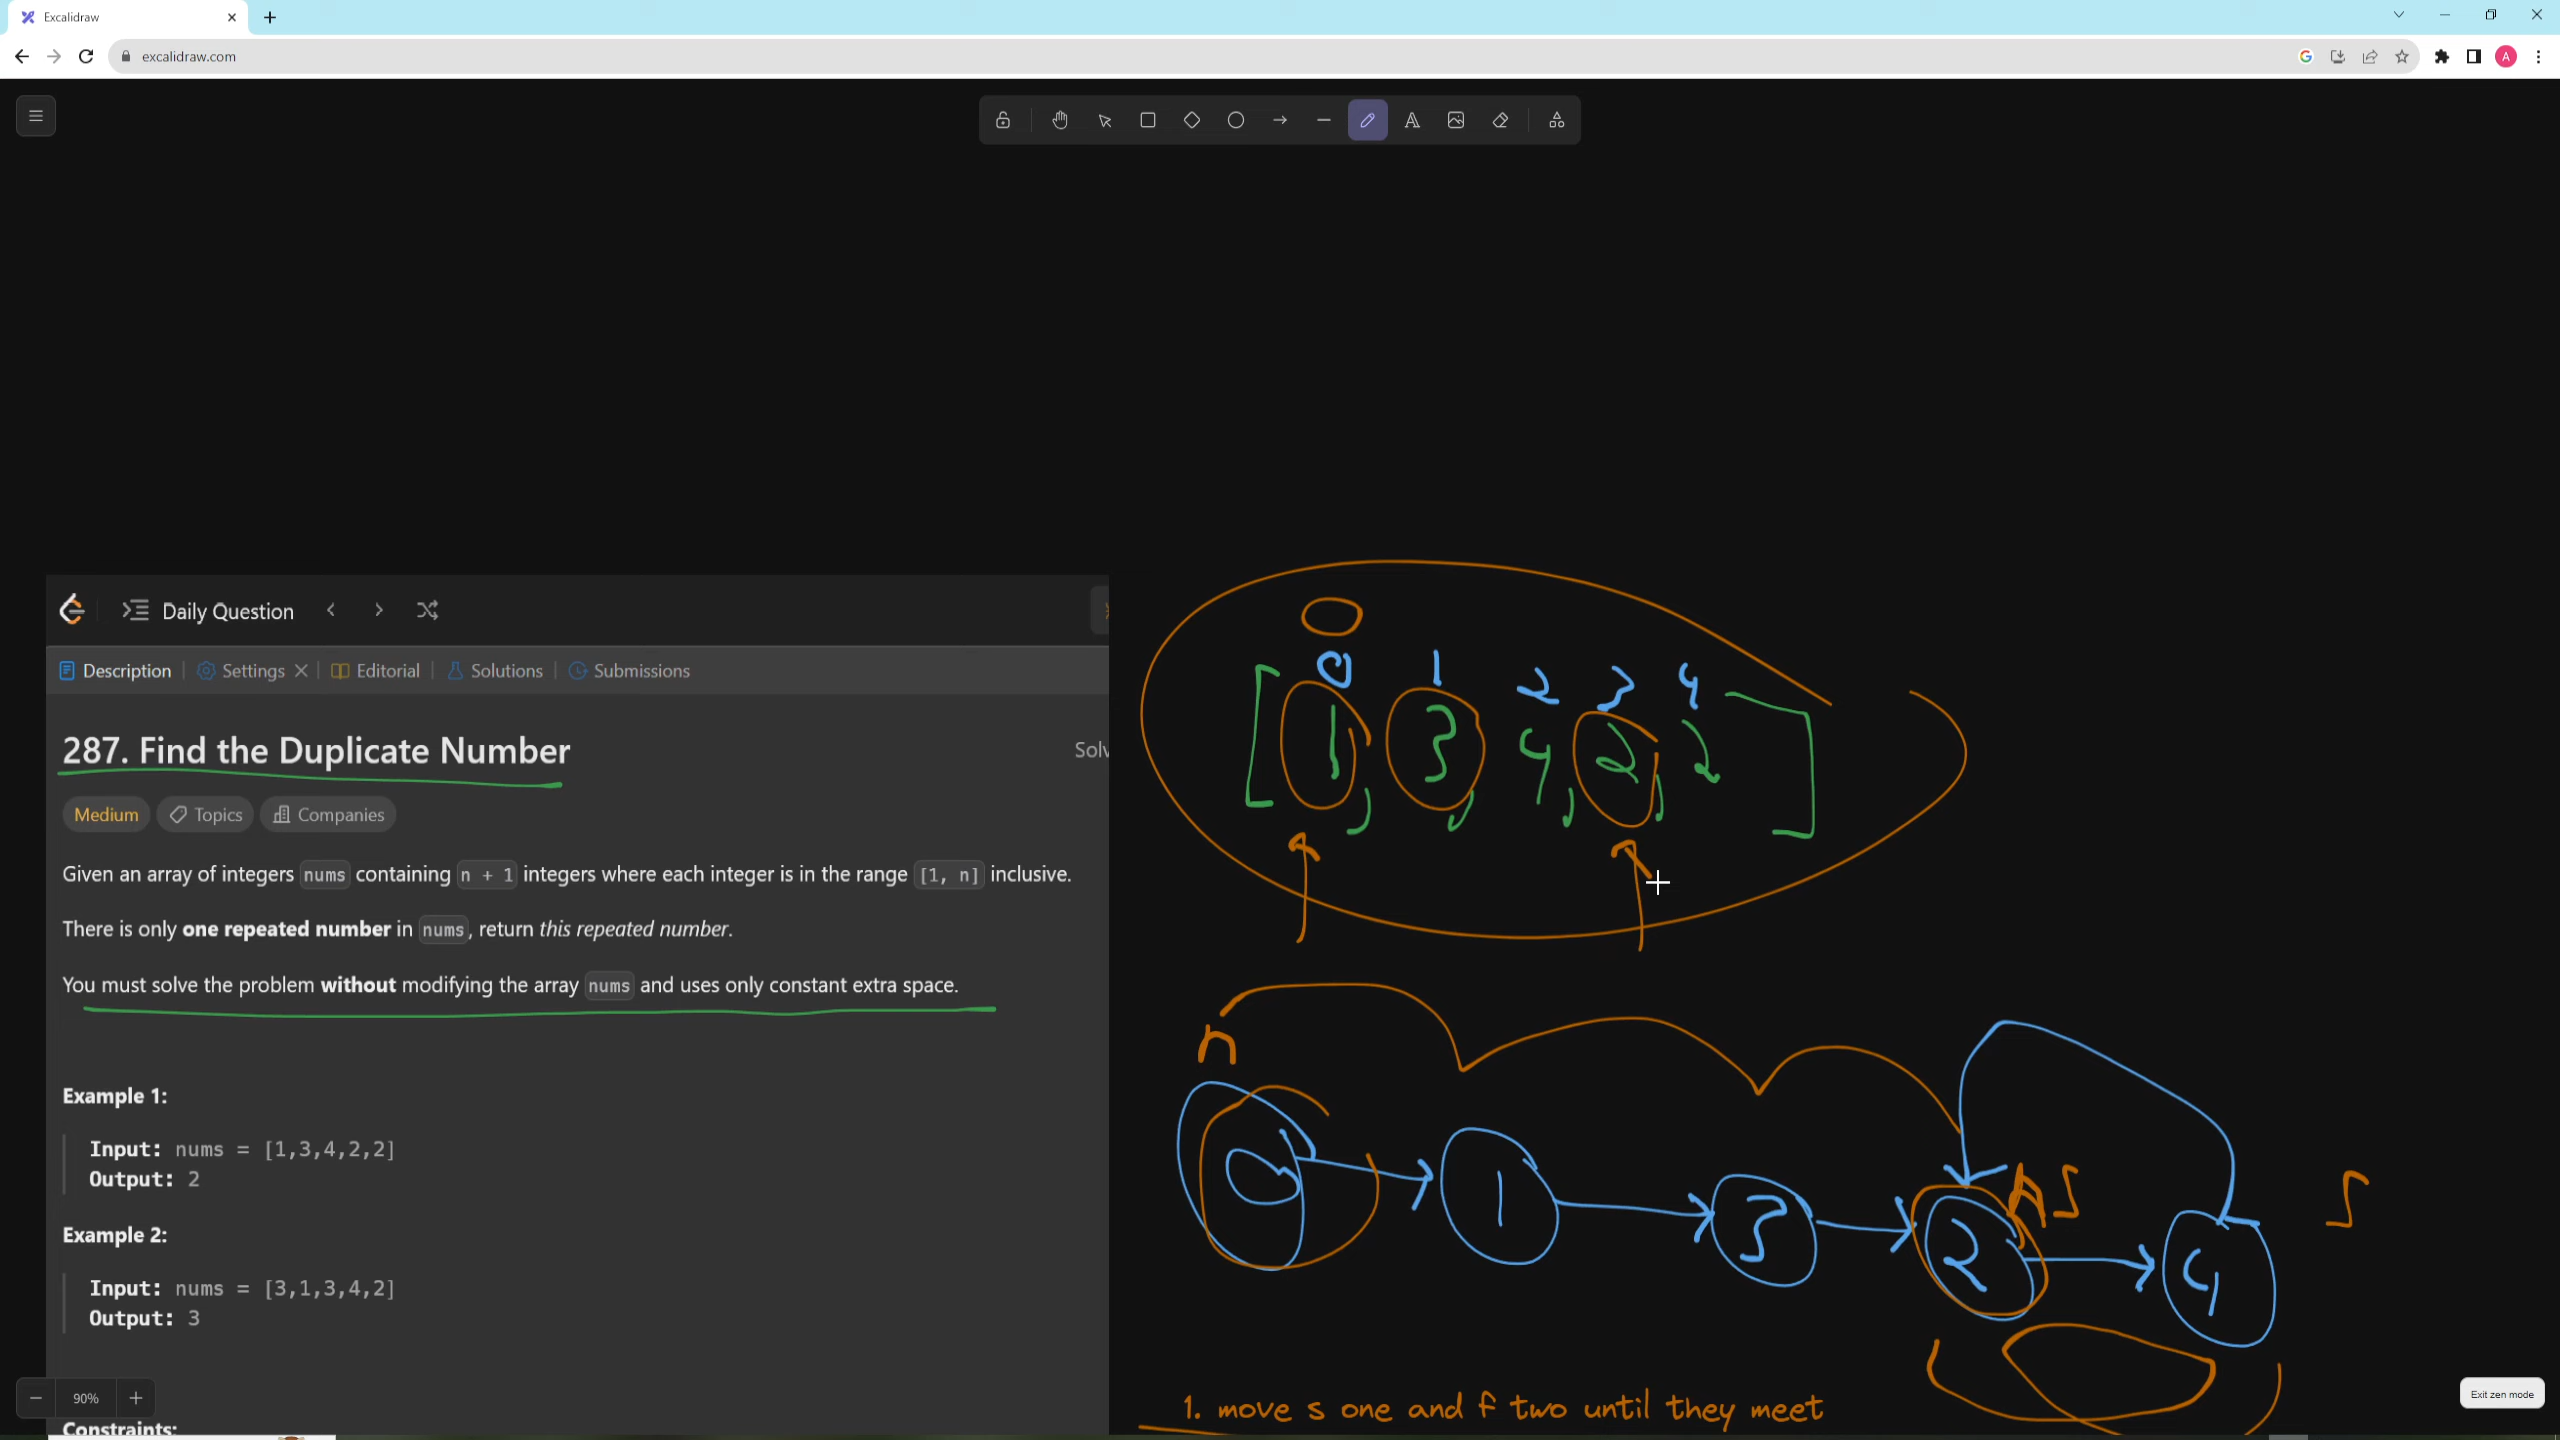 Excalidraw
excalidraw.com
A
Daily Question
Description
Settings
Editorial
Solutions
Submissions
287. Find the Duplicate Number
Solv
Medium
Topics
Companies
Given an array of integers nums containing n + 1 integers where each integer is in the range [1, n] inclusive.
There is only one repeated number in nums, return this repeated number.
You must solve the problem without modifying the array nums and uses only constant extra space.
Example 1:
Input: nums = [1,3,4,2,2]
Output: 2
Example 2:
Input: nums = [3,1,3,4,2]
Output: 3
Constraints:
90%
0 1 2 3 4
[1, 3, 4, 2, 2]
n
0 1 3 2 4
n S
S
1. move s one and f two until they meet
Exit zen mode